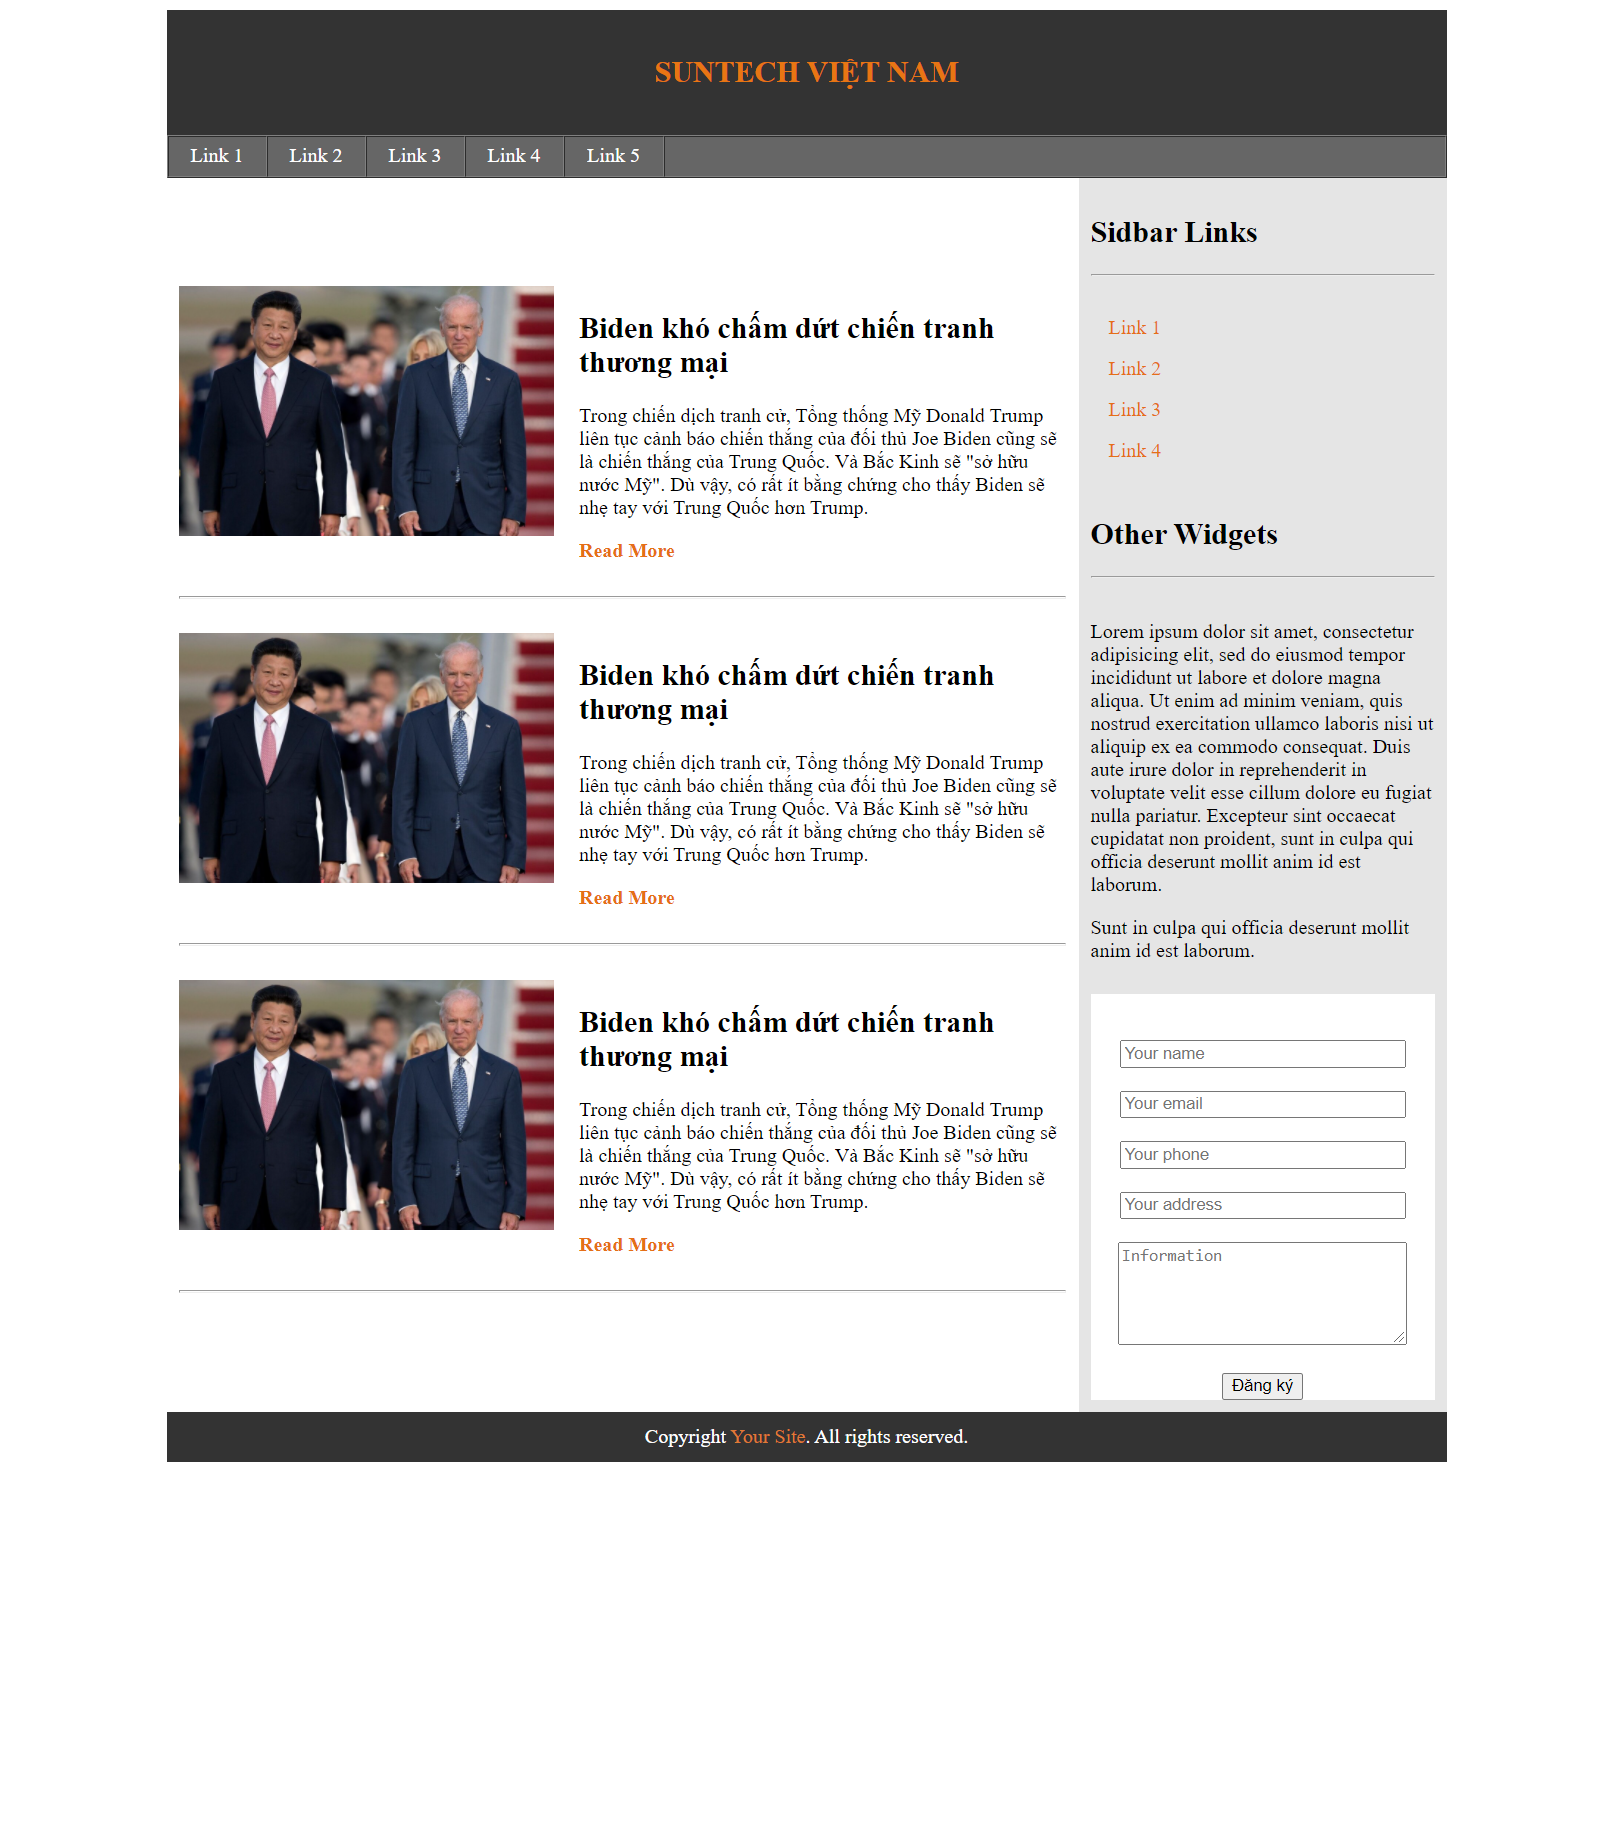 SUNTECH VIỆT NAM
Link 1
Link 2
Link 3
Link 4
Link 5
Biden khó chấm dứt chiến tranh
thương mại
Trong chiến dịch tranh cử, Tổng thống Mỹ Donald Trump
liên tục cảnh báo chiến thắng của đối thủ Joe Biden cũng sẽ
là chiến thắng của Trung Quốc. Và Bắc Kinh sẽ "sở hữu
nước Mỹ". Dù vậy, có rất ít bằng chứng cho thấy Biden sẽ
nhẹ tay với Trung Quốc hơn Trump.
Read More
Biden khó chấm dứt chiến tranh
thương mại
Trong chiến dịch tranh cử, Tổng thống Mỹ Donald Trump
liên tục cảnh báo chiến thắng của đối thủ Joe Biden cũng sẽ
là chiến thắng của Trung Quốc. Và Bắc Kinh sẽ "sở hữu
nước Mỹ". Dù vậy, có rất ít bằng chứng cho thấy Biden sẽ
nhẹ tay với Trung Quốc hơn Trump.
Read More
Biden khó chấm dứt chiến tranh
thương mại
Trong chiến dịch tranh cử, Tổng thống Mỹ Donald Trump
liên tục cảnh báo chiến thắng của đối thủ Joe Biden cũng sẽ
là chiến thắng của Trung Quốc. Và Bắc Kinh sẽ "sở hữu
nước Mỹ". Dù vậy, có rất ít bằng chứng cho thấy Biden sẽ
nhẹ tay với Trung Quốc hơn Trump.
Read More
Sidbar Links
Link 1
Link 2
Link 3
Link 4
Other Widgets
Lorem ipsum dolor sit amet, consectetur
adipisicing elit, sed do eiusmod tempor
incididunt ut labore et dolore magna
aliqua. Ut enim ad minim veniam, quis
nostrud exercitation ullamco laboris nisi ut
aliquip ex ea commodo consequat. Duis
aute irure dolor in reprehenderit in
voluptate velit esse cillum dolore eu fugiat
nulla pariatur. Excepteur sint occaecat
cupidatat non proident, sunt in culpa qui
officia deserunt mollit anim id est
laborum.
Sunt in culpa qui officia deserunt mollit
anim id est laborum.
Your name
Your email
Your phone
Your address
Information
Đăng ký
Copyright Your Site. All rights reserved.